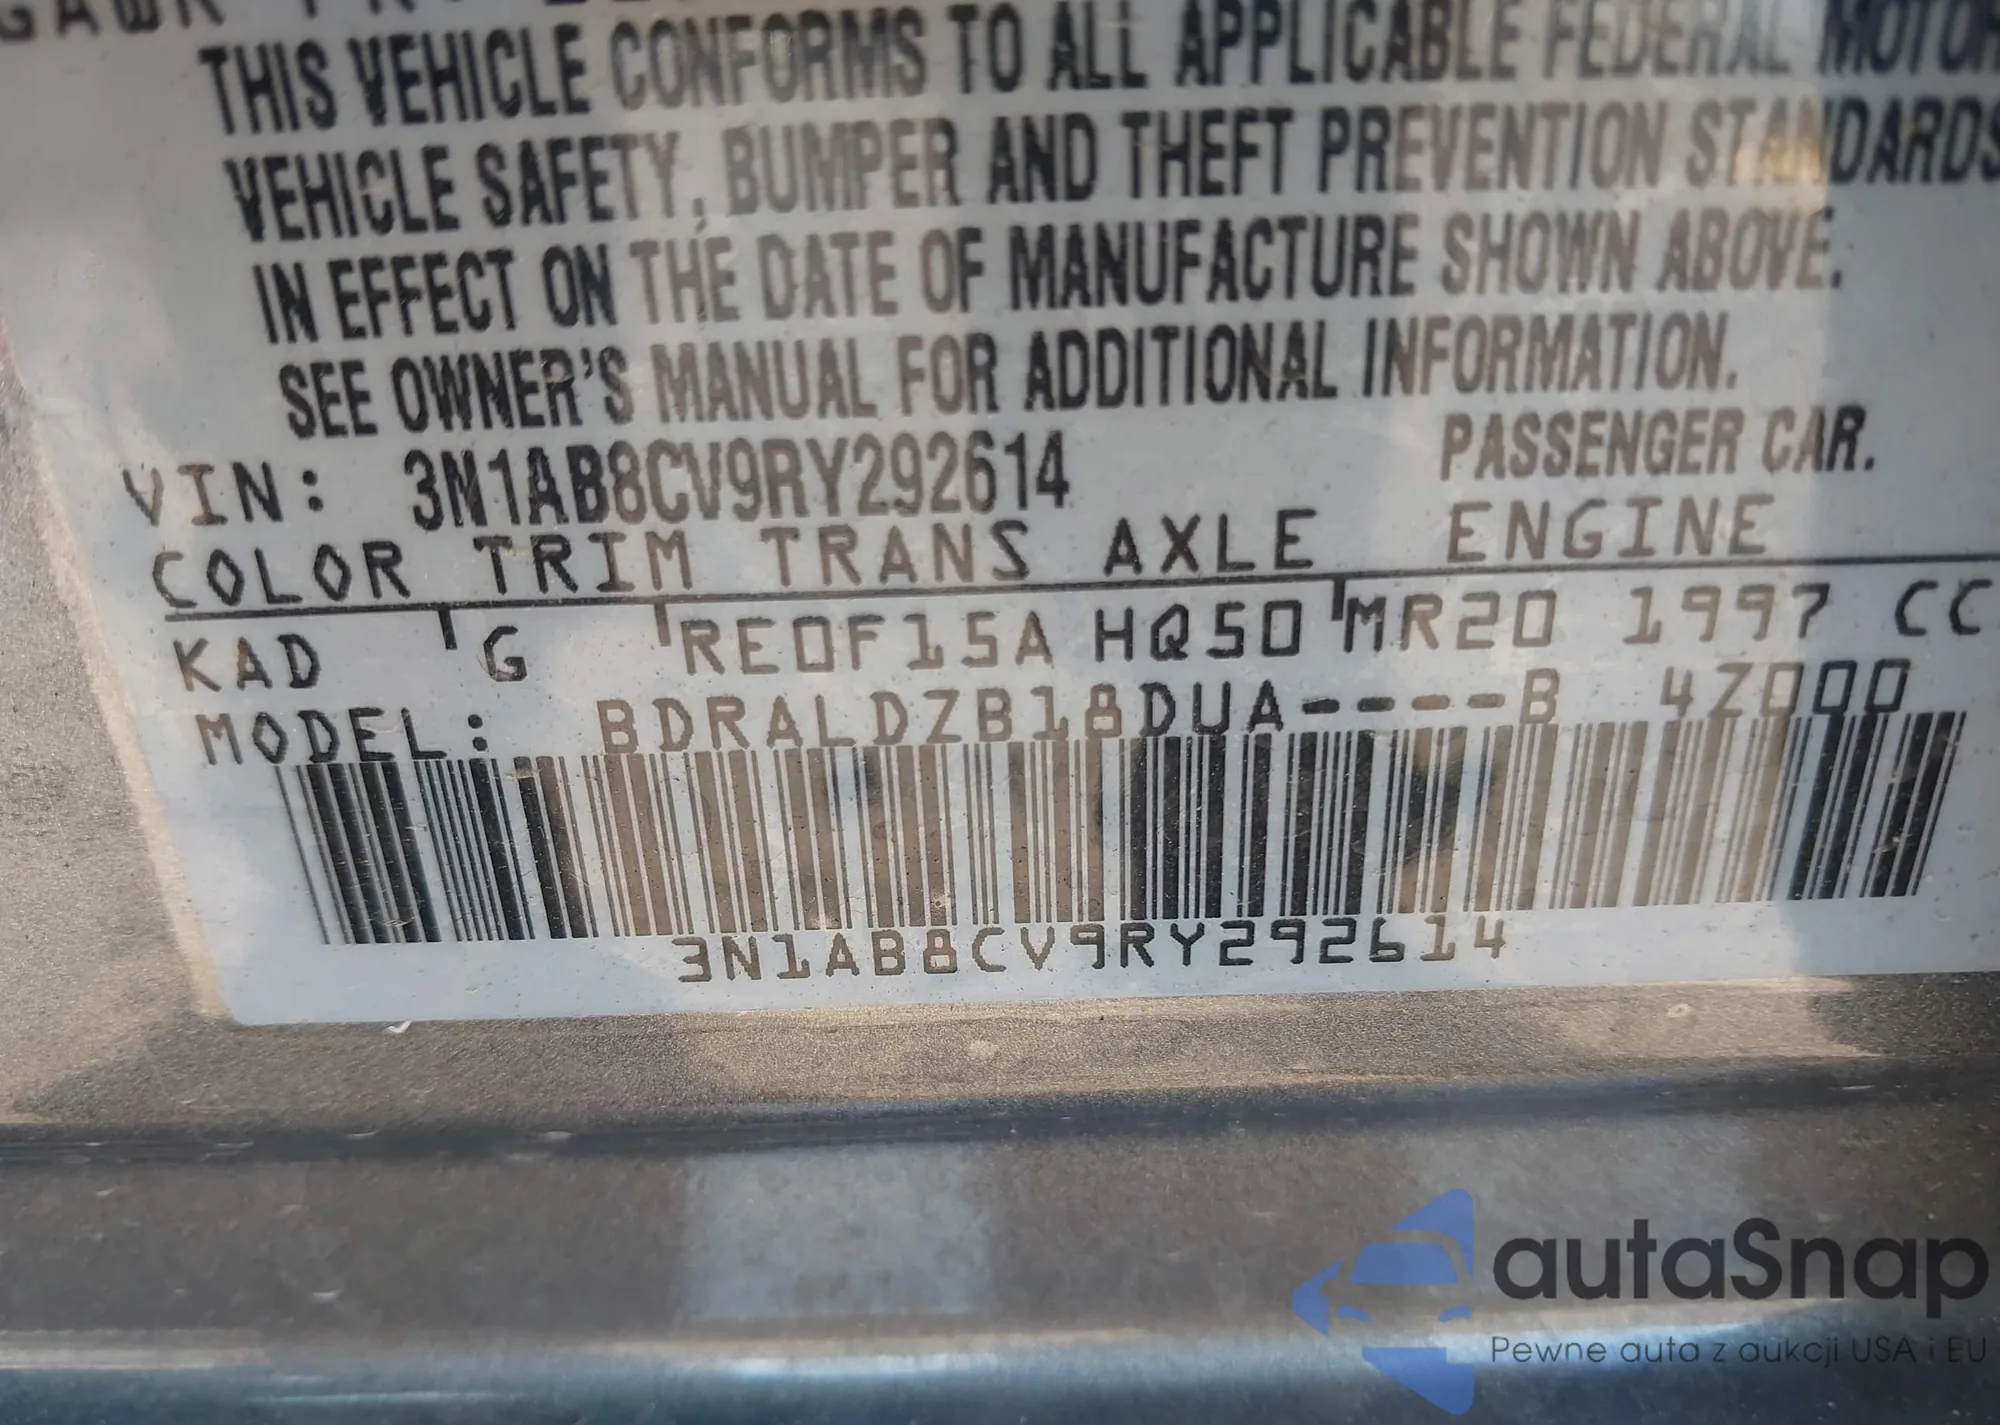 THIS VEHICLE CONFORMS TO ALL APPLICABLE FEDERAL MOTOR
VEHICLE SAFETY, BUMPER AND THEFT PREVENTION STANDARDS
IN EFFECT ON THE DATE OF MANUFACTURE SHOWN ABOVE.
SEE OWNER'S MANUAL FOR ADDITIONAL INFORMATION.
VIN: 3N1AB8CV9RY292614 PASSENGER CAR.
COLOR TRIM TRANS AXLE ENGINE
KAD G RE0F15A HQ50 MR20 1997 CC
MODEL: BDRALDZB18DUA----B 4Z000
3N1AB8CV9RY292614
autaSnap
Pewne auta z aukcji USA i EU